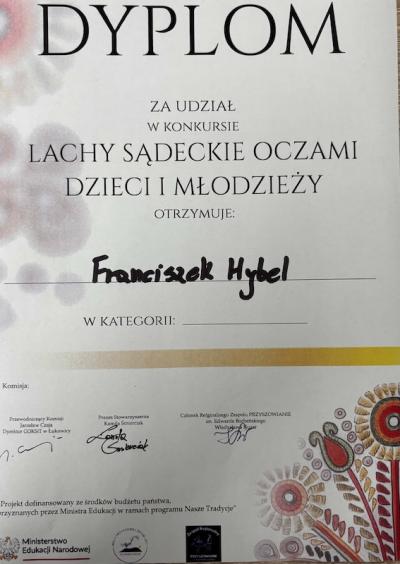 DYPLOM
ZA UDZIAŁ
W KONKURSIE
LACHY SĄDECKIE OCZAMI
DZIECI I MŁODZIEŻY
OTRZYMUJE:
Franciszek Hybel
W KATEGORII:
Komisja:
Przewodniczący Komisji
Jarosław Czaja
Dyrektor GOKSiT w Łukowicy
Prezes Stowarzyszenia
Kamila Smierciak
Członek Regionalnego Zespołu PRZYSZOWIANIE
im. Edwarda
Projekt dofinansowany ze środków budżetu państwa,
przyznanych przez Ministra Edukacji w ramach programu Nasze Tradycje"
Ministerstwo
Edukacji Narodowej